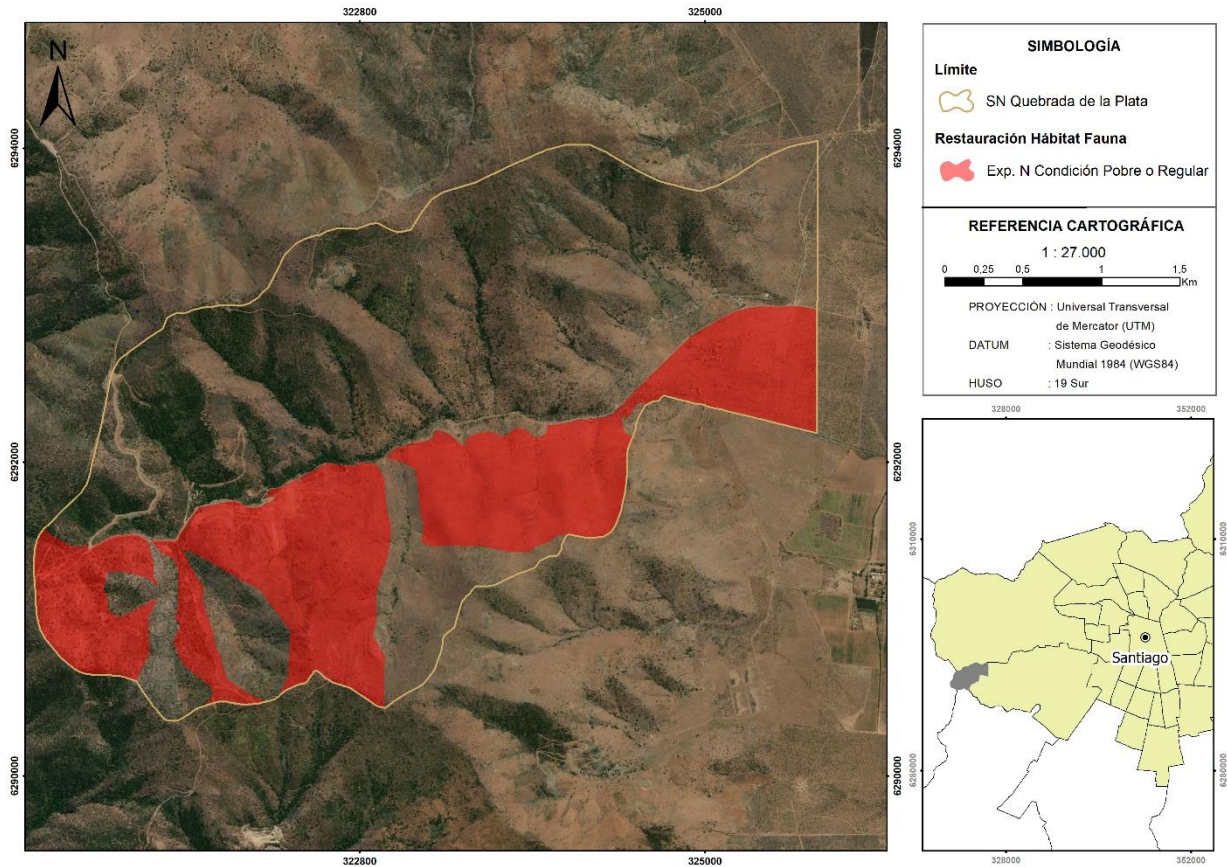 322800
325000
N
6294000
6294000
6292000
6292000
6290000
6290000
322800
325000
SIMBOLOGÍA
Límite
SN Quebrada de la Plata
Restauración Hábitat Fauna
Exp. N Condición Pobre o Regular
REFERENCIA CARTOGRÁFICA
1 : 27.000
0 0,25 0,5 1 1,5
Km
PROYECCIÓN : Universal Transversal
de Mercator (UTM)
DATUM : Sistema Geodésico
Mundial 1984 (WGS84)
HUSO : 19 Sur
328000
352000
6310000
6310000
Santiago
6280000
6280000
328000
352000